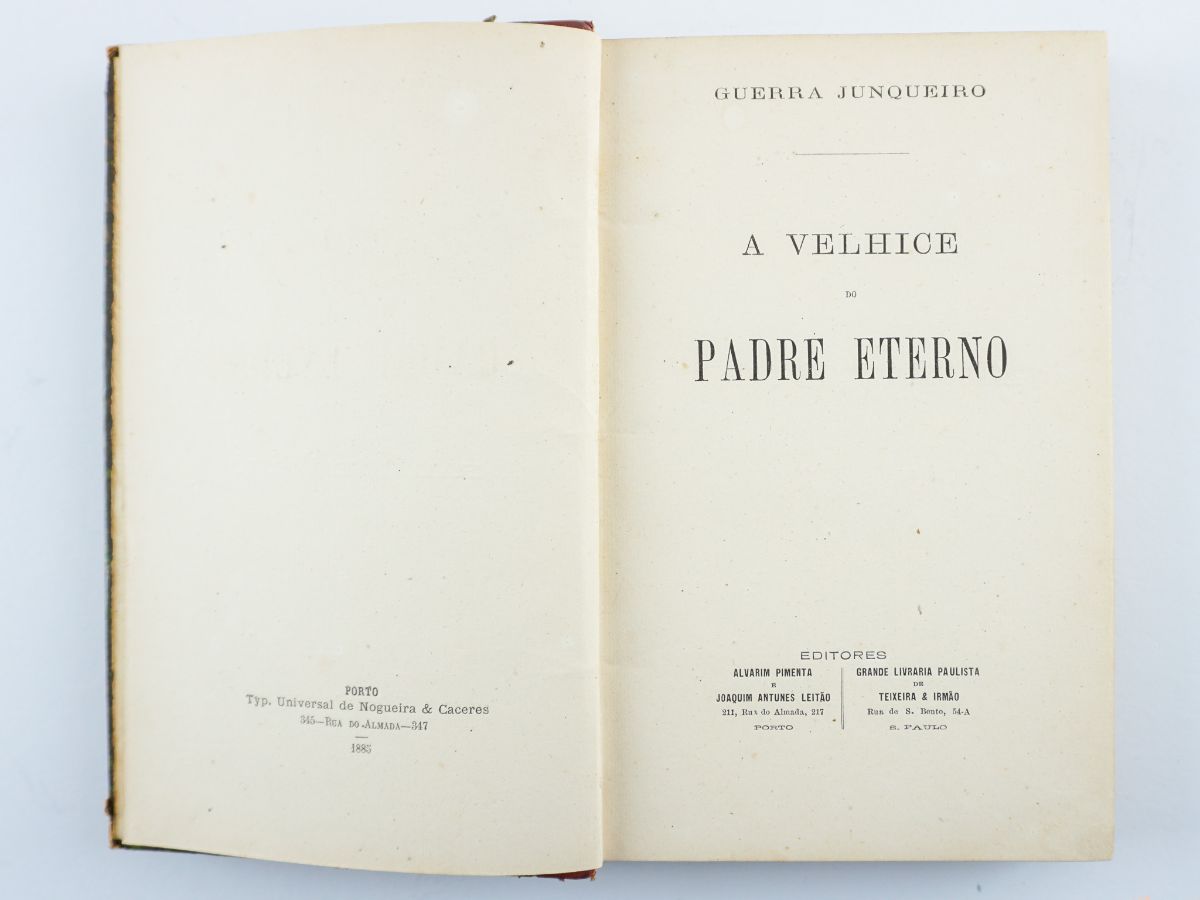 PORTO
Typ. Universal de Nogueira & Caceres
345—RUA DO ALMADA—347
1885
GUERRA JUNQUEIRO
A VELHICE
DO
PADRE ETERNO
EDITORES
ALVARIM PIMENTA
E
JOAQUIM ANTUNES LEITÃO
211, Rua do Almada, 217
PORTO
GRANDE LIVRARIA PAULISTA
DE
TEIXEIRA & IRMÃO
Rua de S. Bento, 54-A
S. PAULO